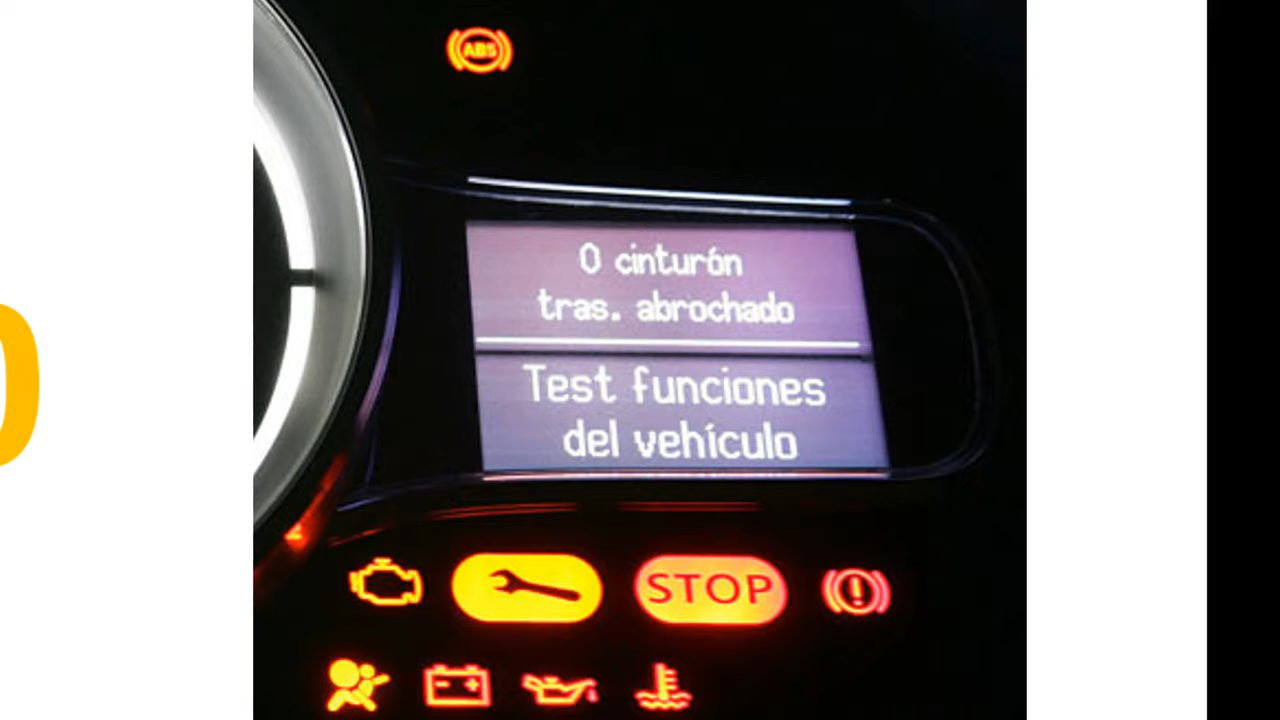 ABS
0 cinturón
tras. abrochado
Test funciones
del vehículo
STOP